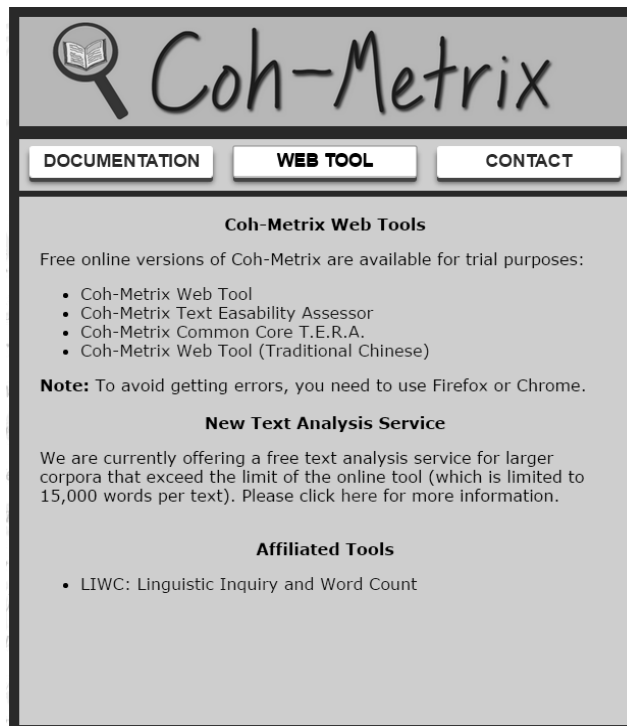 Coh-Metrix
DOCUMENTATION WEB TOOL CONTACT
Coh-Metrix Web Tools
Free online versions of Coh-Metrix are available for trial purposes:
• Coh-Metrix Web Tool
• Coh-Metrix Text Easability Assessor
• Coh-Metrix Common Core T.E.R.A.
• Coh-Metrix Web Tool (Traditional Chinese)
Note: To avoid getting errors, you need to use Firefox or Chrome.
New Text Analysis Service
We are currently offering a free text analysis service for larger
corpora that exceed the limit of the online tool (which is limited to
15,000 words per text). Please click here for more information.
Affiliated Tools
• LIWC: Linguistic Inquiry and Word Count